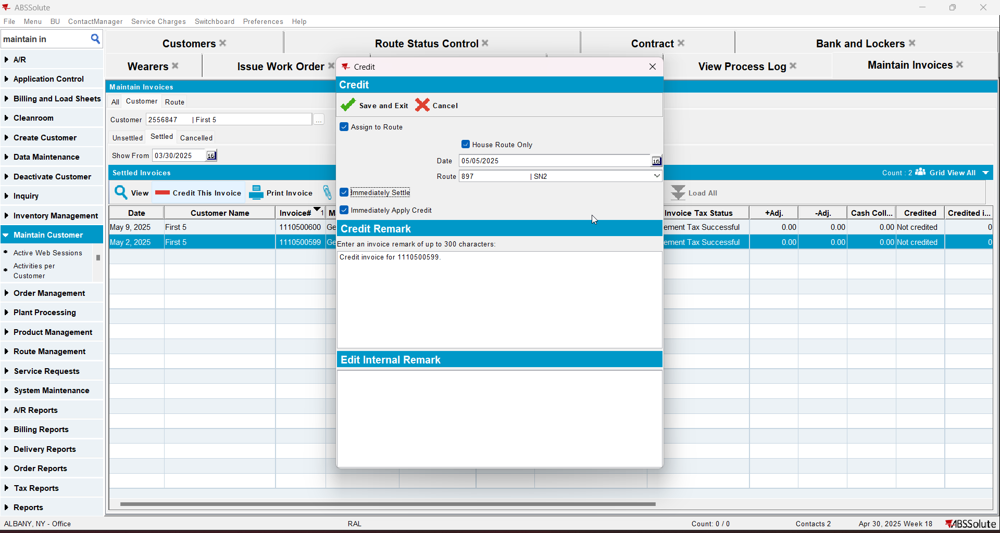 ABSSolute
File Menu BU ContactManager Service Charges Switchboard Preferences Help
maintain in
Customers
Route Status Control
Contract
Bank and Lockers
Wearers
Issue Work Order
View Process Log
Maintain Invoices
A/R
Application Control
Billing and Load Sheets
Cleanroom
Create Customer
Data Maintenance
Deactivate Customer
Inquiry
Inventory Management
Maintain Customer
Active Web Sessions
Activities per
Customer
Order Management
Plant Processing
Product Management
Route Management
Service Requests
System Maintenance
A/R Reports
Billing Reports
Delivery Reports
Order Reports
Tax Reports
Reports
Maintain Invoices
All Customer Route
Customer 2556847 | First 5 ...
Unsettled Settled Cancelled
Show From 03/30/2025 16
Settled Invoices
Count : 2 Grid View All
View Credit This Invoice Print Invoice
Load All
Date Customer Name Invoice# 1 M
Invoice Tax Status +Adj. -Adj. Cash Coll... Credited Credited i...
May 9, 2025 First 5 1110500600 Ge
ement Tax Successful 0.00 0.00 0.00 Not credited 0
May 2, 2025 First 5 1110500599 Ge
ement Tax Successful 0.00 0.00 0.00 Not credited 0
Credit
Credit
Save and Exit Cancel
Assign to Route
House Route Only
Date 05/05/2025 16
Route 897 | SN2
Immediately Settle
Immediately Apply Credit
Credit Remark
Enter an invoice remark of up to 300 characters:
Credit invoice for 1110500599.
Edit Internal Remark
ALBANY, NY - Office RAL Count: 0 / 0 Contacts 2 Apr 30, 2025 Week 18 ABSSolute